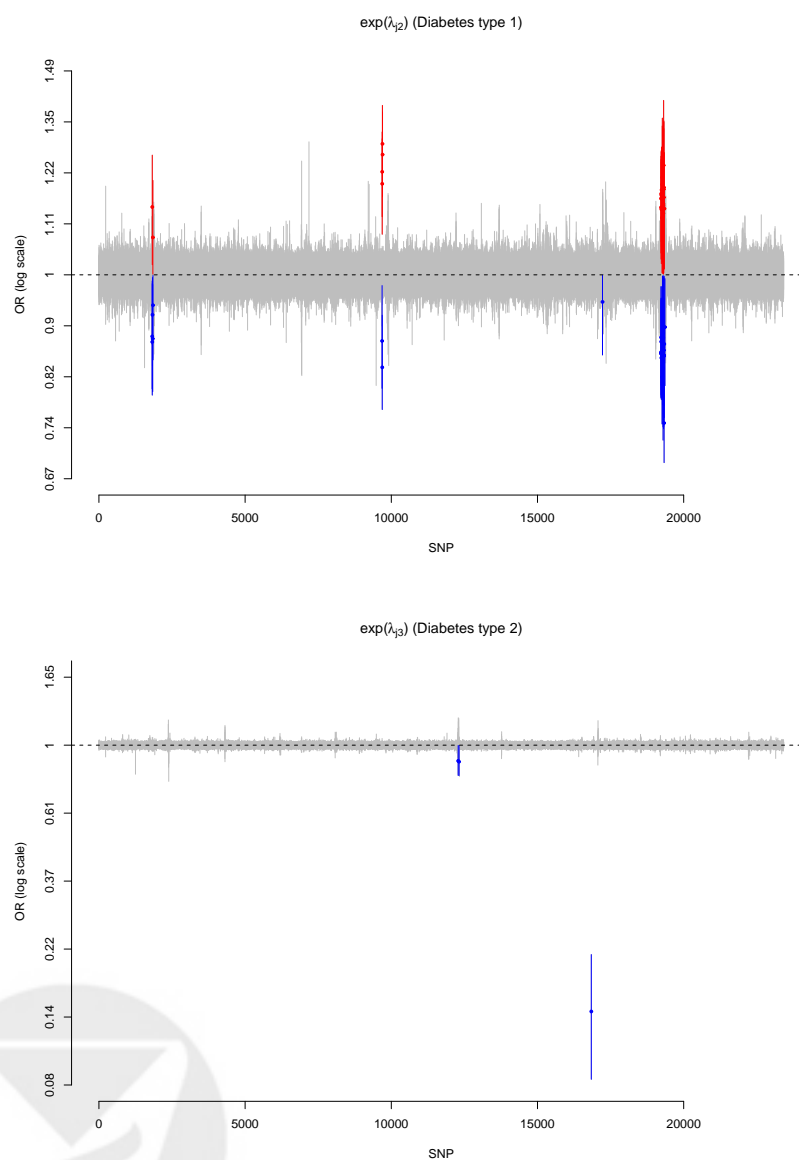 exp(λj2) (Diabetes type 1)
1.49
1.35
1.22
1.11
1
0.9
0.82
0.74
0.67
OR (log scale)
0 5000 10000 15000 20000
SNP
exp(λj3) (Diabetes type 2)
1.65
1
0.61
0.37
0.22
0.14
0.08
OR (log scale)
0 5000 10000 15000 20000
SNP